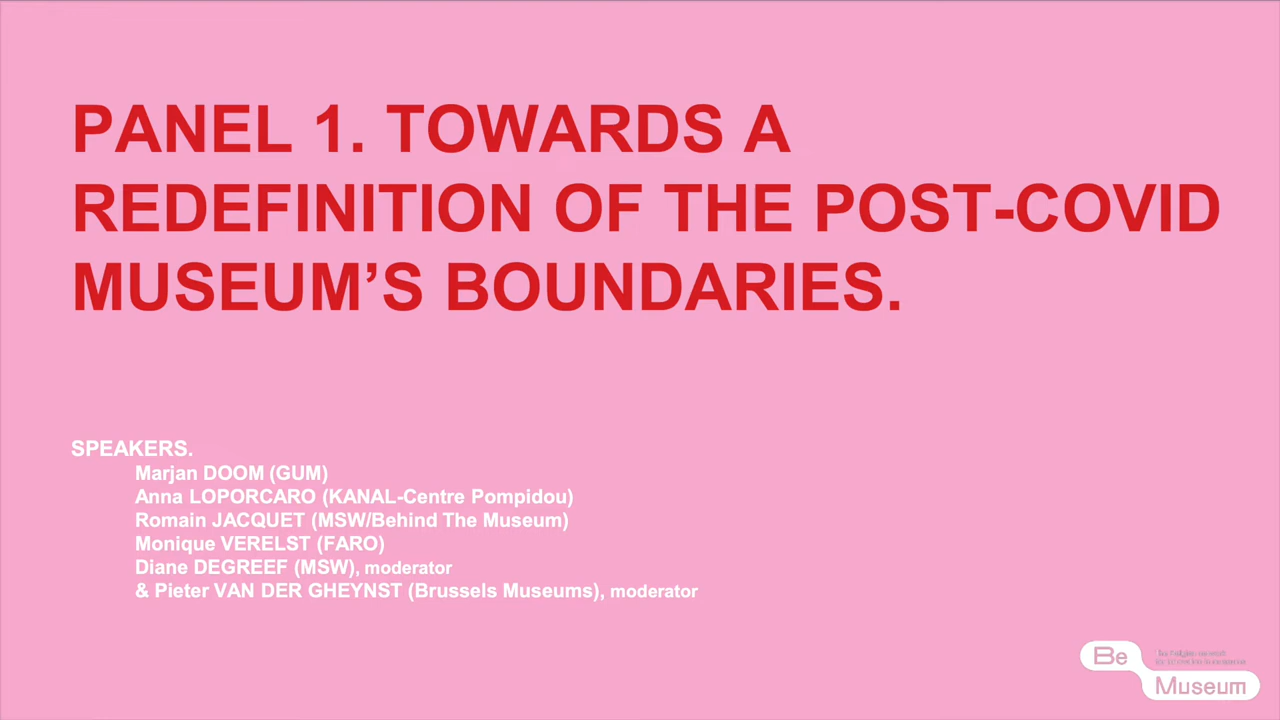 PANEL 1. TOWARDS A
REDEFINITION OF THE POST-COVID
MUSEUM’S BOUNDARIES.
SPEAKERS.
Marjan DOOM (GUM)
Anna LOPORCARO (KANAL-Centre Pompidou)
Romain JACQUET (MSW/Behind The Museum)
Monique VERELST (FARO)
Diane DEGREEF (MSW), moderator
& Pieter VAN DER GHEYNST (Brussels Museums), moderator
Be
Museum